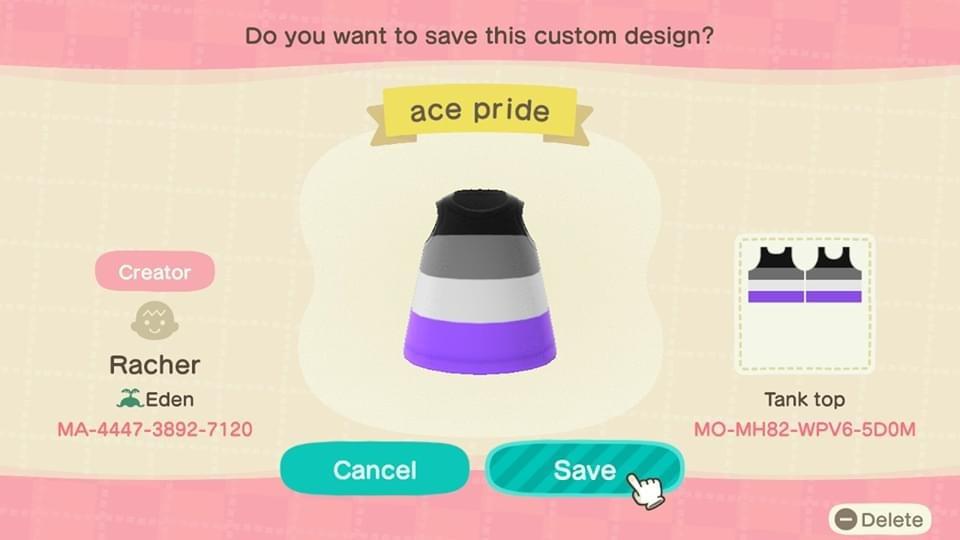 Do you want to save this custom design?
ace pride
Creator
Racher
Eden
MA-4447-3892-7120
Tank top
MO-MH82-WPV6-5D0M
Cancel
Save
Delete